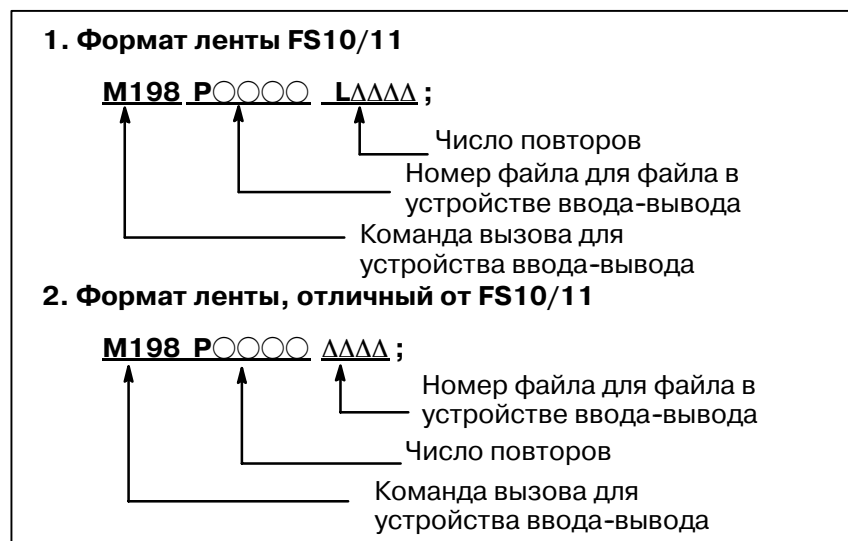 1. Формат ленты FS10/11
M198 P○○○○ L∆∆∆∆ ;
Число повторов
Номер файла для файла в
устройстве ввода-вывода
Команда вызова для
устройства ввода-вывода
2. Формат ленты, отличный от FS10/11
M198 P○○○○ ∆∆∆∆ ;
Номер файла для файла в
устройстве ввода-вывода
Число повторов
Команда вызова для
устройства ввода-вывода